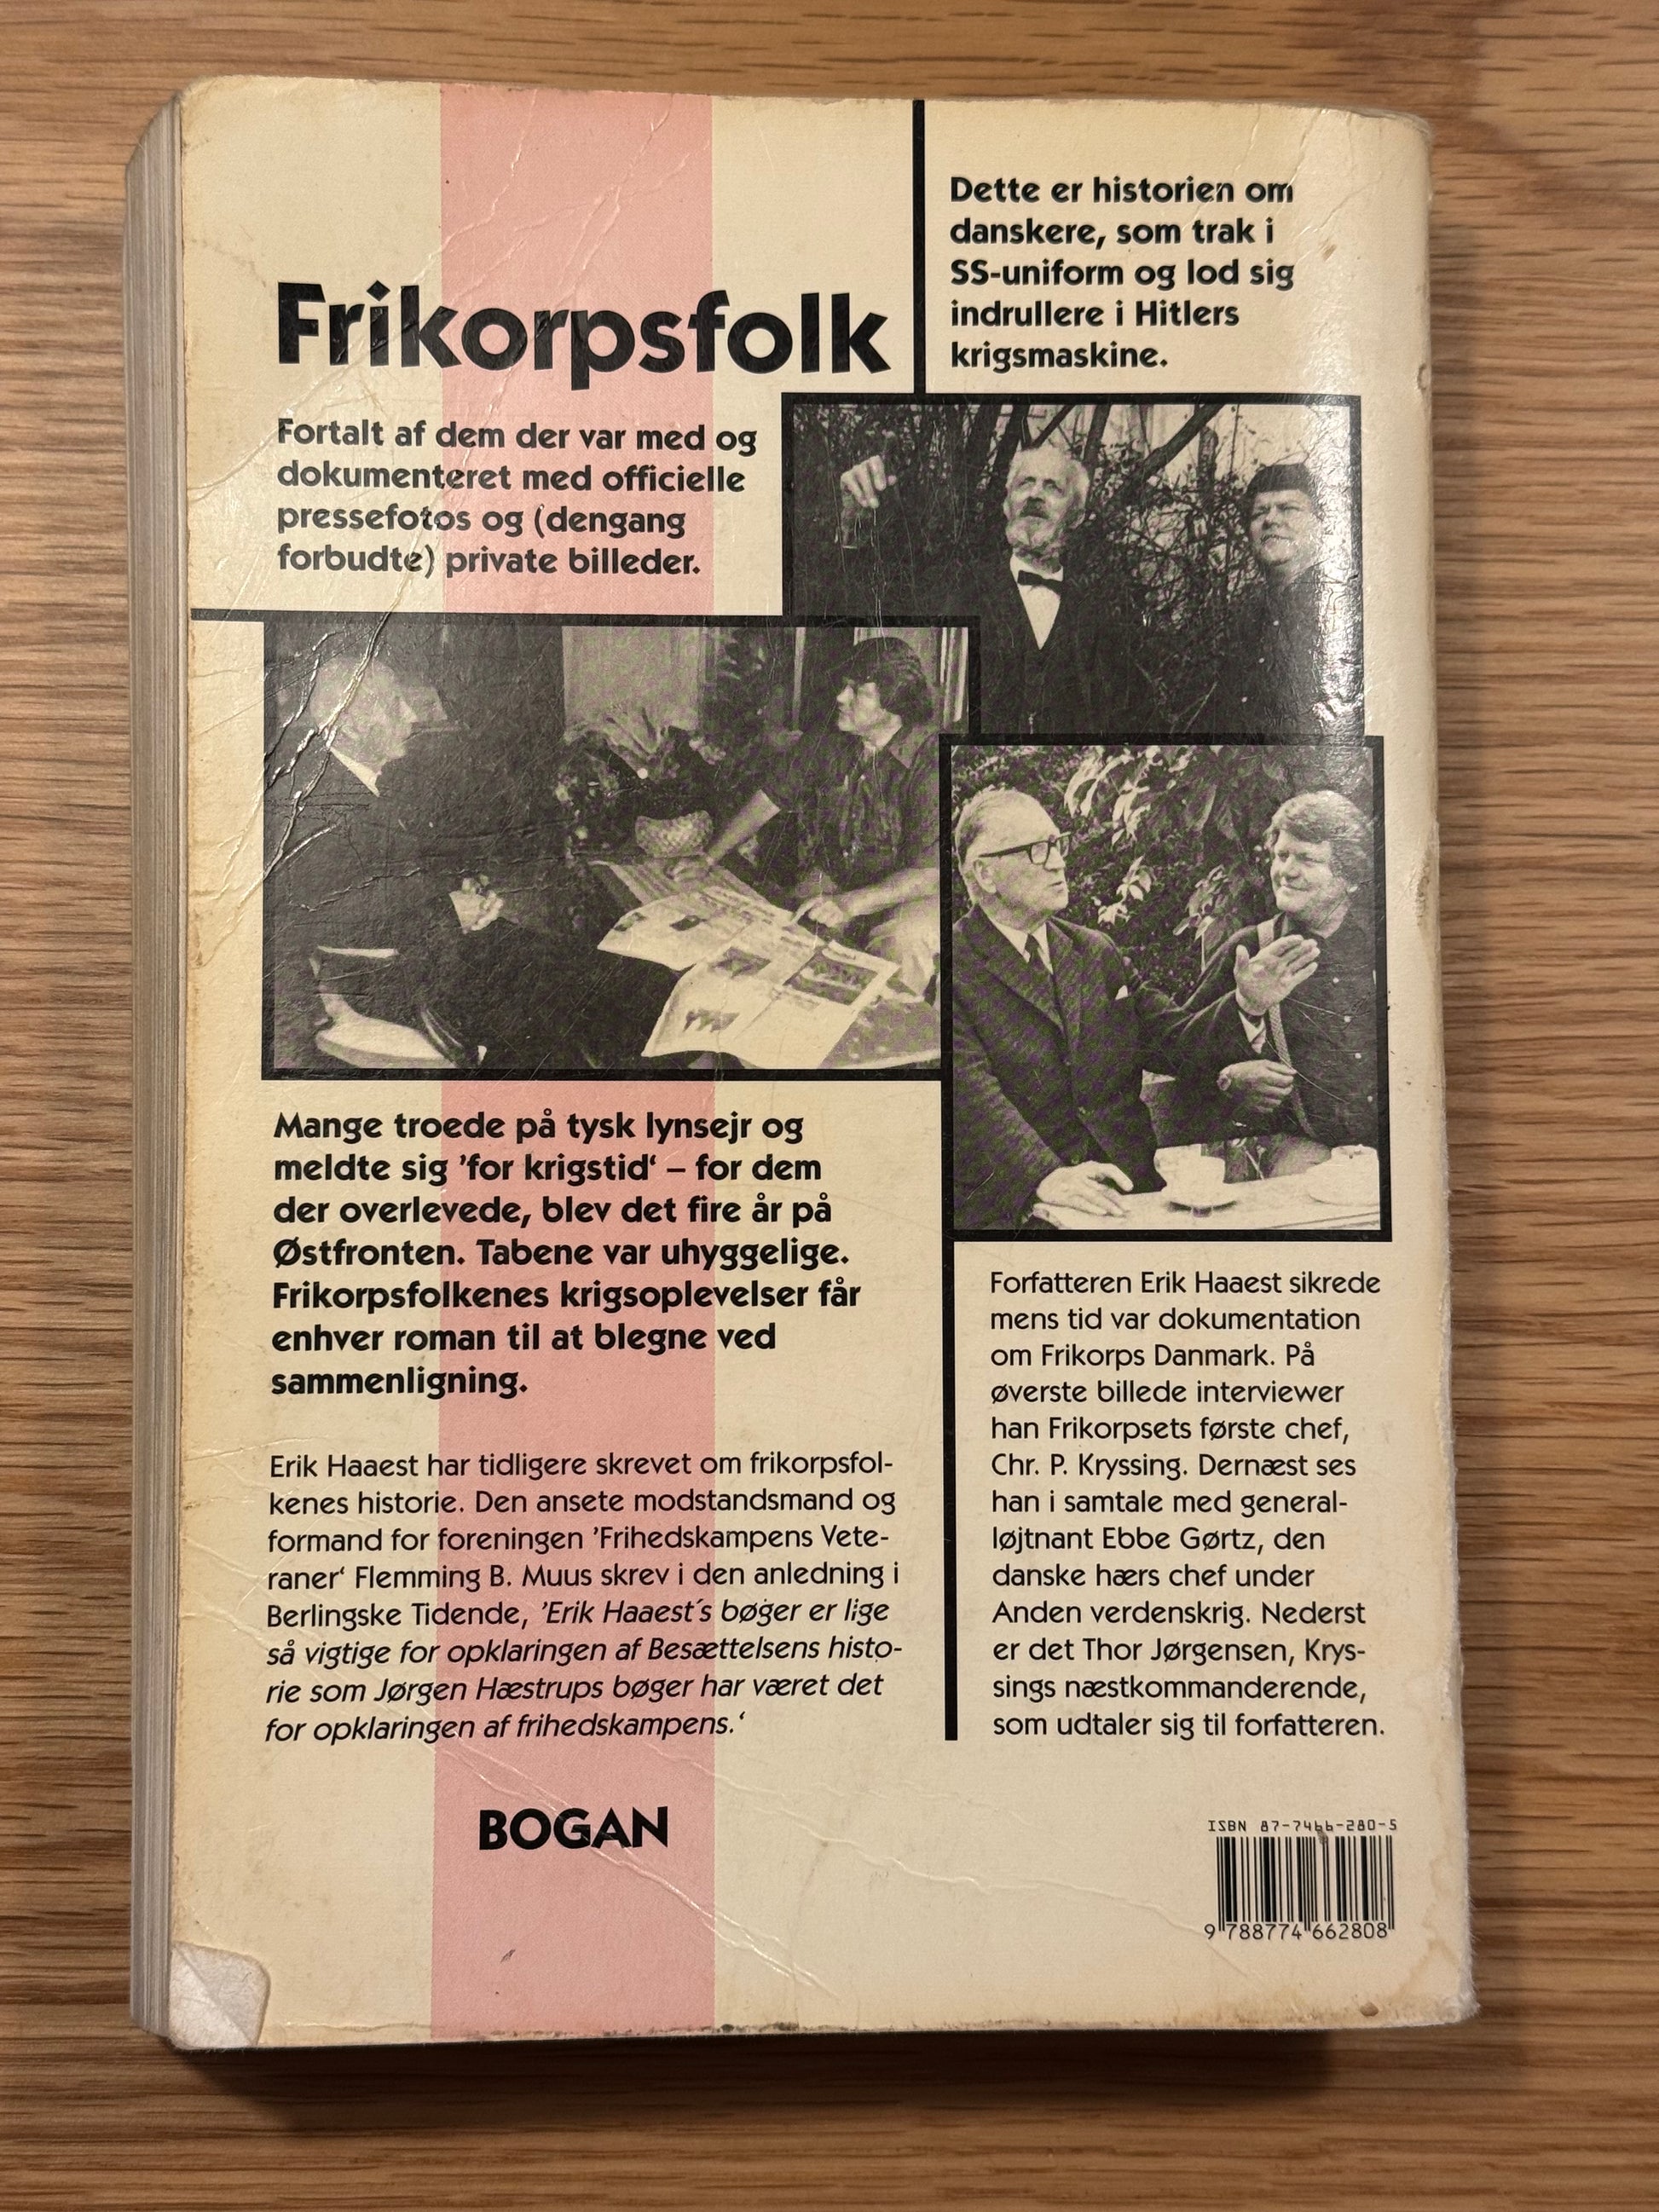 Frikorpsfolk
Fortalt af dem der var med og
dokumenteret med officielle
pressefotos og (dengang
forbudte) private billeder.
Dette er historien om
danskere, som trak i
SS-uniform og lod sig
indrullere i Hitlers
krigsmaskine.
Mange troede på tysk lynsejr og
meldte sig ’for krigstid‘ – for dem
der overlevede, blev det fire år på
Østfronten. Tabene var uhyggelige.
Frikorpsfolkenes krigsoplevelser får
enhver roman til at blegne ved
sammenligning.
Erik Haaest har tidligere skrevet om frikorpsfol-
kenes historie. Den ansete modstandsmand og
formand for foreningen ’Frihedskampens Vete-
raner‘ Flemming B. Muus skrev i den anledning i
Berlingske Tidende, ’Erik Haaest´s bøger er lige
så vigtige for opklaringen af Besættelsens histo-
rie som Jørgen Hæstrups bøger har været det
for opklaringen af frihedskampens.‘
Forfatteren Erik Haaest sikrede
mens tid var dokumentation
om Frikorps Danmark. På
øverste billede interviewer
han Frikorpsets første chef,
Chr. P. Kryssing. Dernæst ses
han i samtale med general-
løjtnant Ebbe Gørtz, den
danske hærs chef under
Anden verdenskrig. Nederst
er det Thor Jørgensen, Krys-
sings næstkommanderende,
som udtaler sig til forfatteren.
BOGAN
ISBN 87-7466-280-5
9 788774 662808